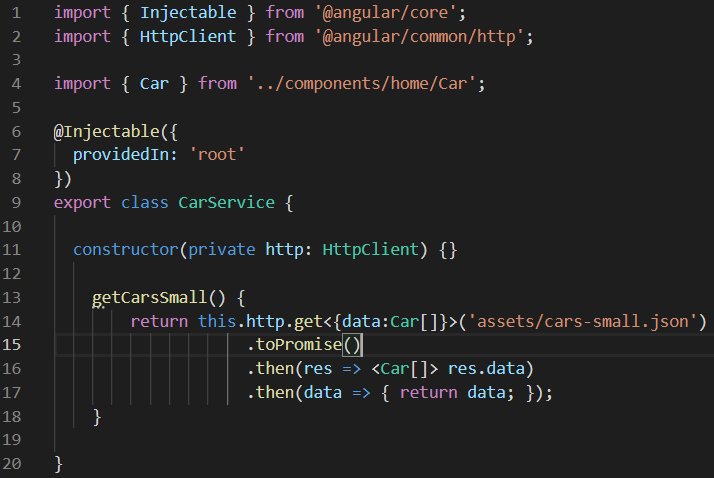 1 import { Injectable } from '@angular/core';
2 import { HttpClient } from '@angular/common/http';
3
4 import { Car } from '../components/home/Car';
5
6 @Injectable({
7   providedIn: 'root'
8 })
9 export class CarService {
10
11   constructor(private http: HttpClient) {}
12
13     getCarsSmall() {
14         return this.http.get<{data:Car[]}>('assets/cars-small.json')
15                     .toPromise()
16                     .then(res => <Car[]> res.data)
17                     .then(data => { return data; });
18     }
19
20 }